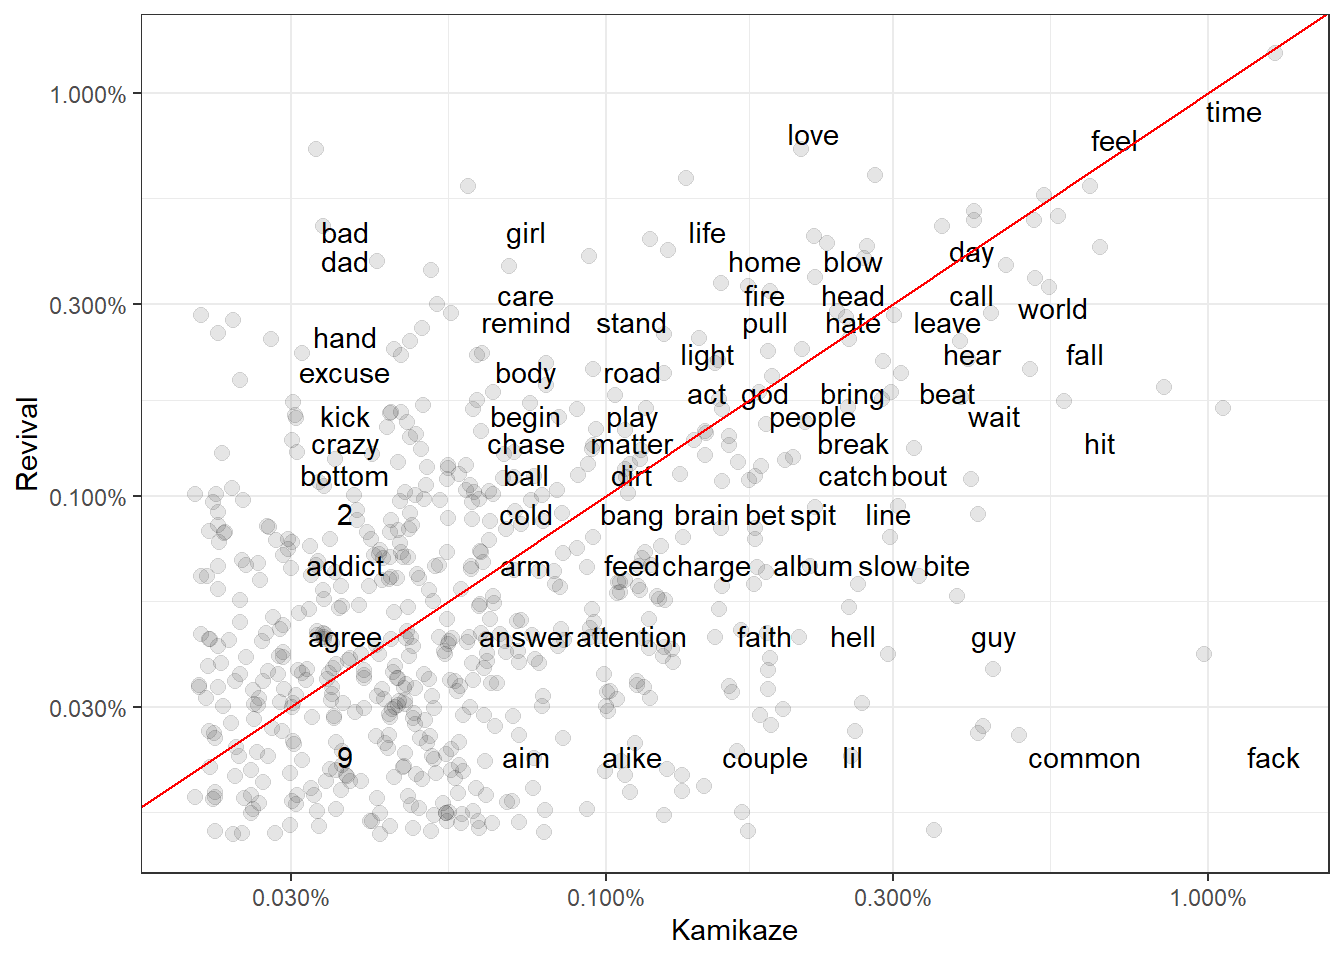 1.000%
time
love
feel
bad girl life
day
dad home blow
care fire head call
0.300%
world
remind stand pull hate leave
hand
light hear fall
excuse body road
act god bring beat
Revival
kick begin play people wait
crazy chase matter break hit
bottom ball dirt catch bout
0.100%
2 cold bang brain bet spit line
addict arm feed charge album slow bite
agree answer attention faith hell guy
0.030%
9 aim alike couple lil common fack
0.030% 0.100% 0.300% 1.000%
Kamikaze